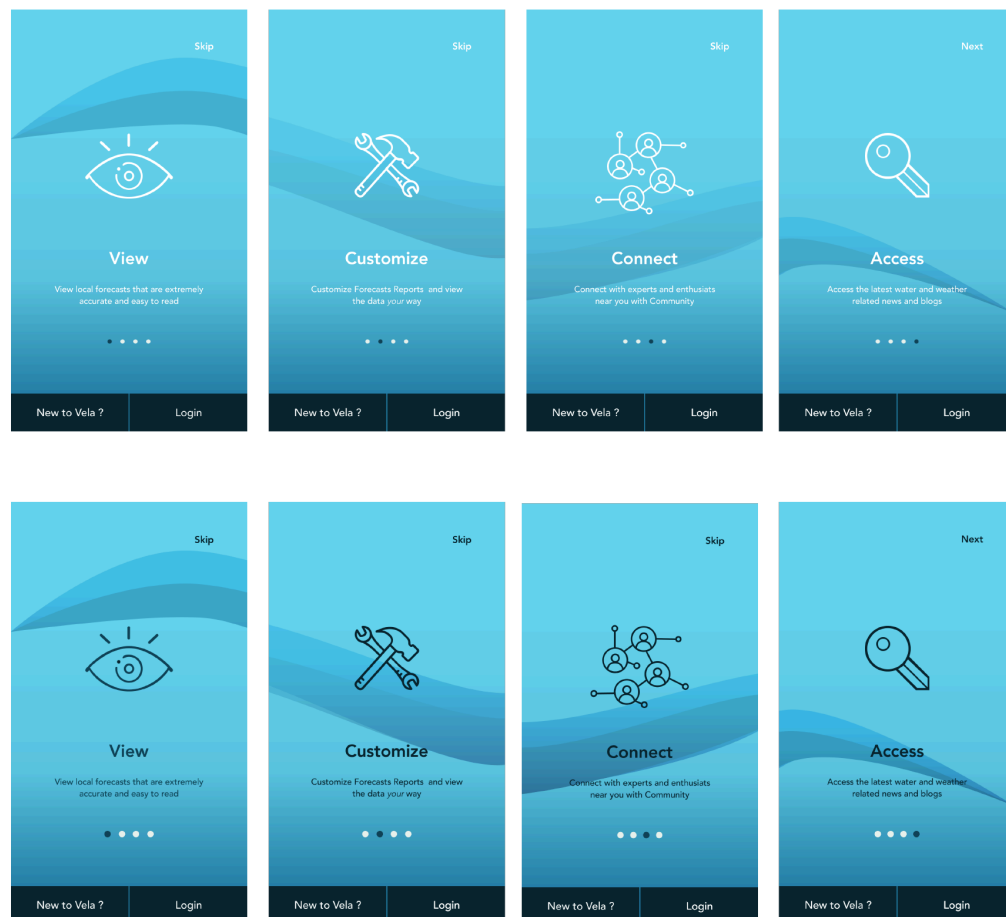 Skip
View
View local forecasts that are extremely
accurate and easy to read
New to Vela ?
Login
Skip
Customize
Customize Forecasts Reports and view
the data your way
New to Vela ?
Login
Skip
Connect
Connect with experts and enthusiats
near you with Community
New to Vela ?
Login
Next
Access
Access the latest water and weather
related news and blogs
New to Vela ?
Login
Skip
View
View local forecasts that are extremely
accurate and easy to read
New to Vela ?
Login
Skip
Customize
Customize Forecasts Reports and view
the data your way
New to Vela ?
Login
Skip
Connect
Connect with experts and enthusiats
near you with Community
New to Vela ?
Login
Next
Access
Access the latest water and weather
related news and blogs
New to Vela ?
Login